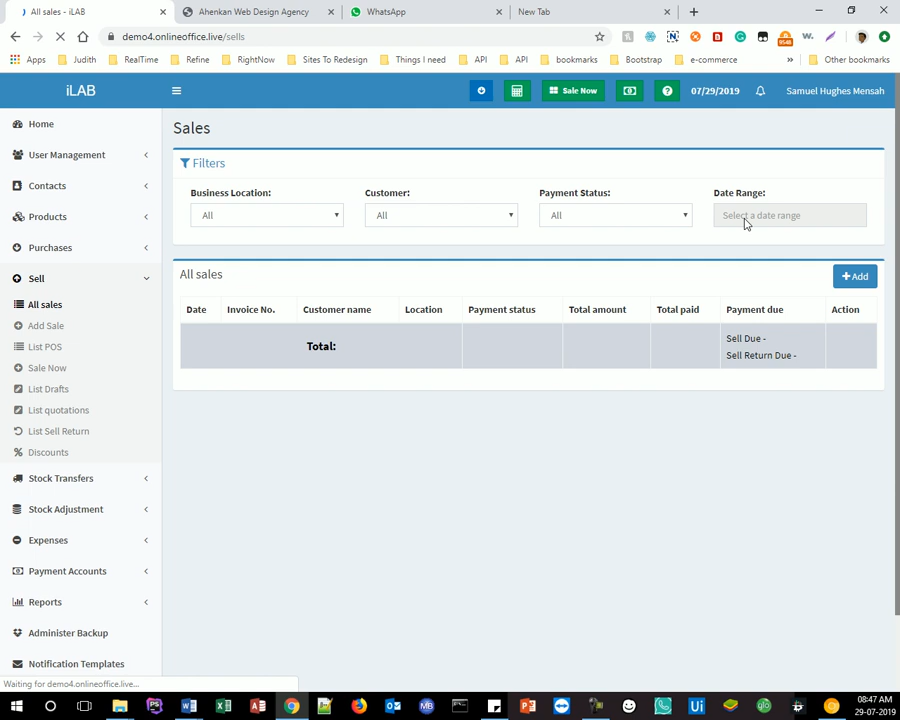 All sales - iLAB
Ahenkan Web Design Agency
WhatsApp
New Tab
demo4.onlineoffice.live/sells
Apps
Judith
RealTime
Refine
RightNow
Sites To Redesign
Things I need
API
API
bookmarks
Bootstrap
e-commerce
»
Other bookmarks
iLAB
Sale Now
07/29/2019
Samuel Hughes Mensah
Home
User Management
Contacts
Products
Purchases
Sell
All sales
Add Sale
List POS
Sale Now
List Drafts
List quotations
List Sell Return
Discounts
Stock Transfers
Stock Adjustment
Expenses
Payment Accounts
Reports
Administer Backup
Notification Templates
Sales
Filters
Business Location: Customer: Payment Status: Date Range:
All All All Select a date range
All sales
+ Add
Date Invoice No. Customer name Location Payment status Total amount Total paid Payment due Action
Total:
Sell Due -
Sell Return Due -
Waiting for demo4.onlineoffice.live...
08:47 AM
29-07-2019